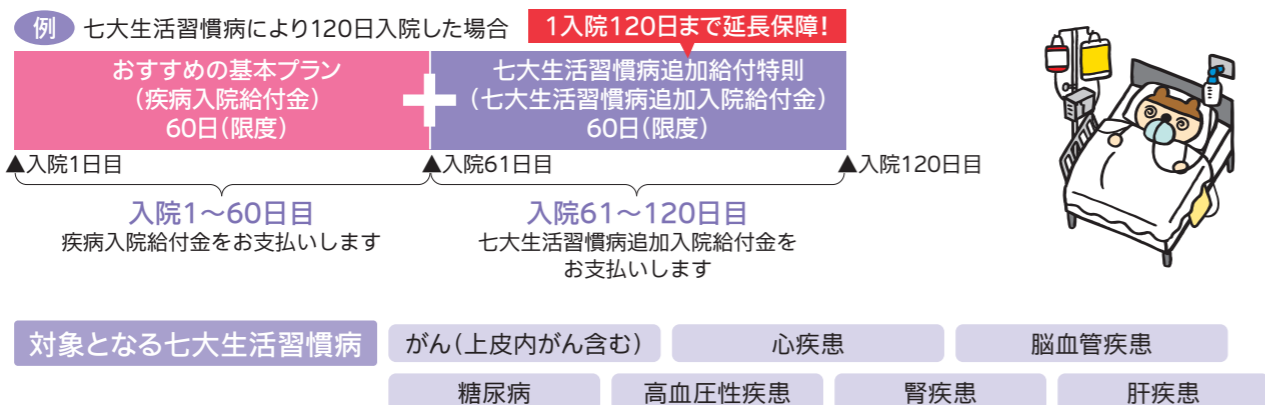 例 七大生活習慣病により120日入院した場合 1入院120日まで延長保障!
おすすめの基本プラン
(疾病入院給付金)
60日(限度)
+
七大生活習慣病追加給付特則
(七大生活習慣病追加入院給付金)
60日(限度)
▲入院1日目 ▲入院61日目 ▲入院120日目
入院1〜60日目
疾病入院給付金をお支払いします
入院61〜120日目
七大生活習慣病追加入院給付金を
お支払いします
対象となる七大生活習慣病
がん(上皮内がん含む) 心疾患 脳血管疾患
糖尿病 高血圧性疾患 腎疾患 肝疾患